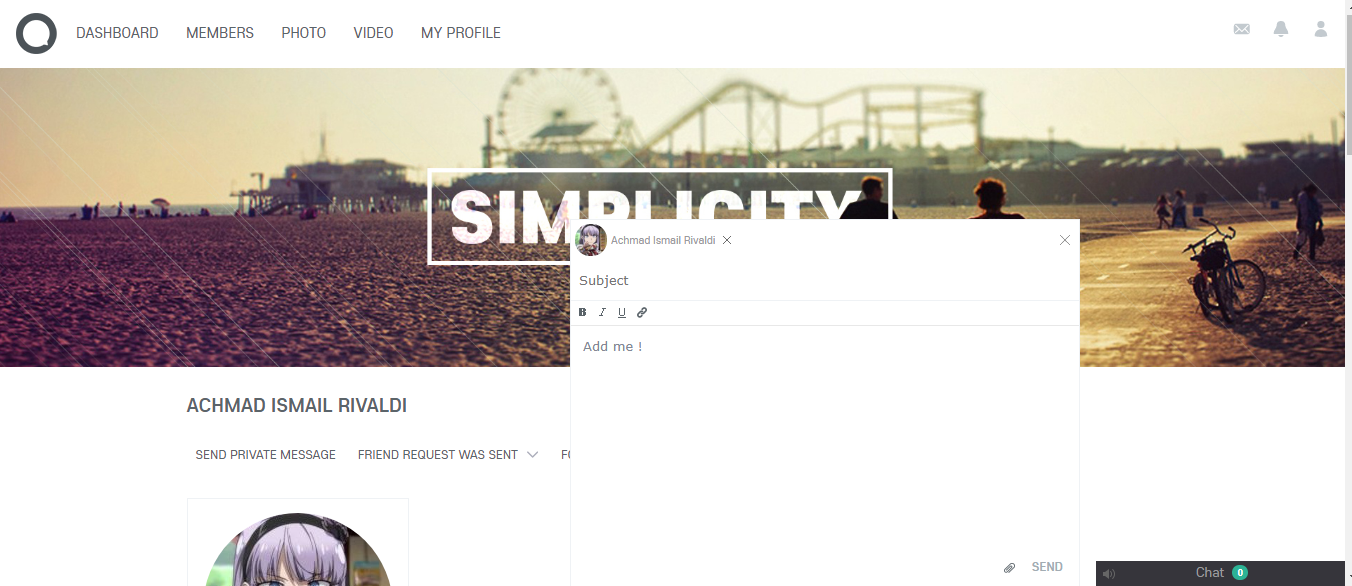 DASHBOARD MEMBERS PHOTO VIDEO MY PROFILE
SIMPLICITY
Achmad Ismail Rivaldi
Subject
B I U
Add me !
ACHMAD ISMAIL RIVALDI
SEND PRIVATE MESSAGE FRIEND REQUEST WAS SENT
SEND
Chat 0